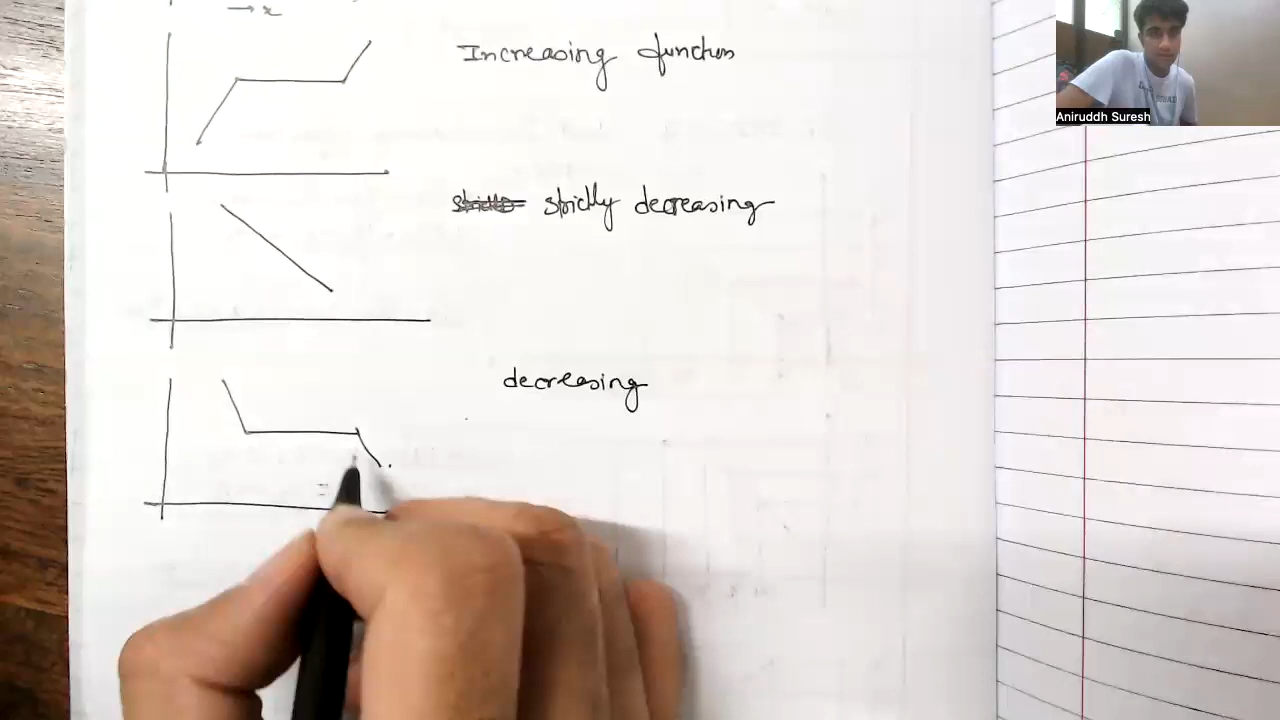 → x
Increasing function
strictly decreasing
decreasing
Aniruddh Suresh